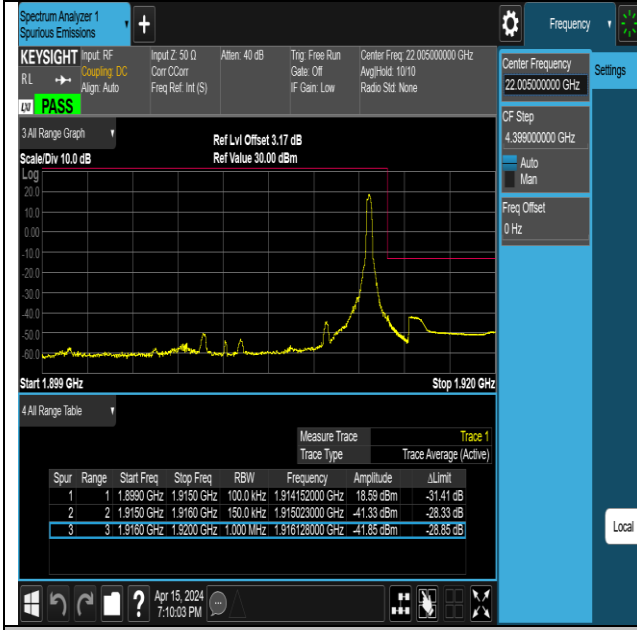 Spectrum Analyzer 1
Spurious Emissions
Frequency
KEYSIGHT Input: RF Input Z: 50 Ω Atten: 40 dB Trig: Free Run Center Freq: 22.005000000 GHz
RL Coupling: DC Corr CCorr Gate: Off Avg|Hold: 10/10
Align: Auto Freq Ref: Int (S) IF Gain: Low Radio Std: None
LXI PASS
Center Frequency
22.005000000 GHz
Settings
CF Step
4.399000000 GHz
Auto
Man
Freq Offset
0 Hz
3 All Range Graph
Ref Lvl Offset 3.17 dB
Scale/Div 10.0 dB Ref Value 30.00 dBm
Log
20.0
10.0
0.00
-10.0
-20.0
-30.0
-40.0
-50.0
-60.0
Start 1.899 GHz Stop 1.920 GHz
4 All Range Table
Measure Trace Trace 1
Trace Type Trace Average (Active)
Spur Range Start Freq Stop Freq RBW Frequency Amplitude ΔLimit
1 1 1.8990 GHz 1.9150 GHz 100.0 kHz 1.914152000 GHz 18.59 dBm -31.41 dB
2 2 1.9150 GHz 1.9160 GHz 150.0 kHz 1.915023000 GHz -41.33 dBm -28.33 dB
3 3 1.9160 GHz 1.9200 GHz 1.000 MHz 1.916128000 GHz -41.85 dBm -28.85 dB
Local
Apr 15, 2024
7:10:03 PM